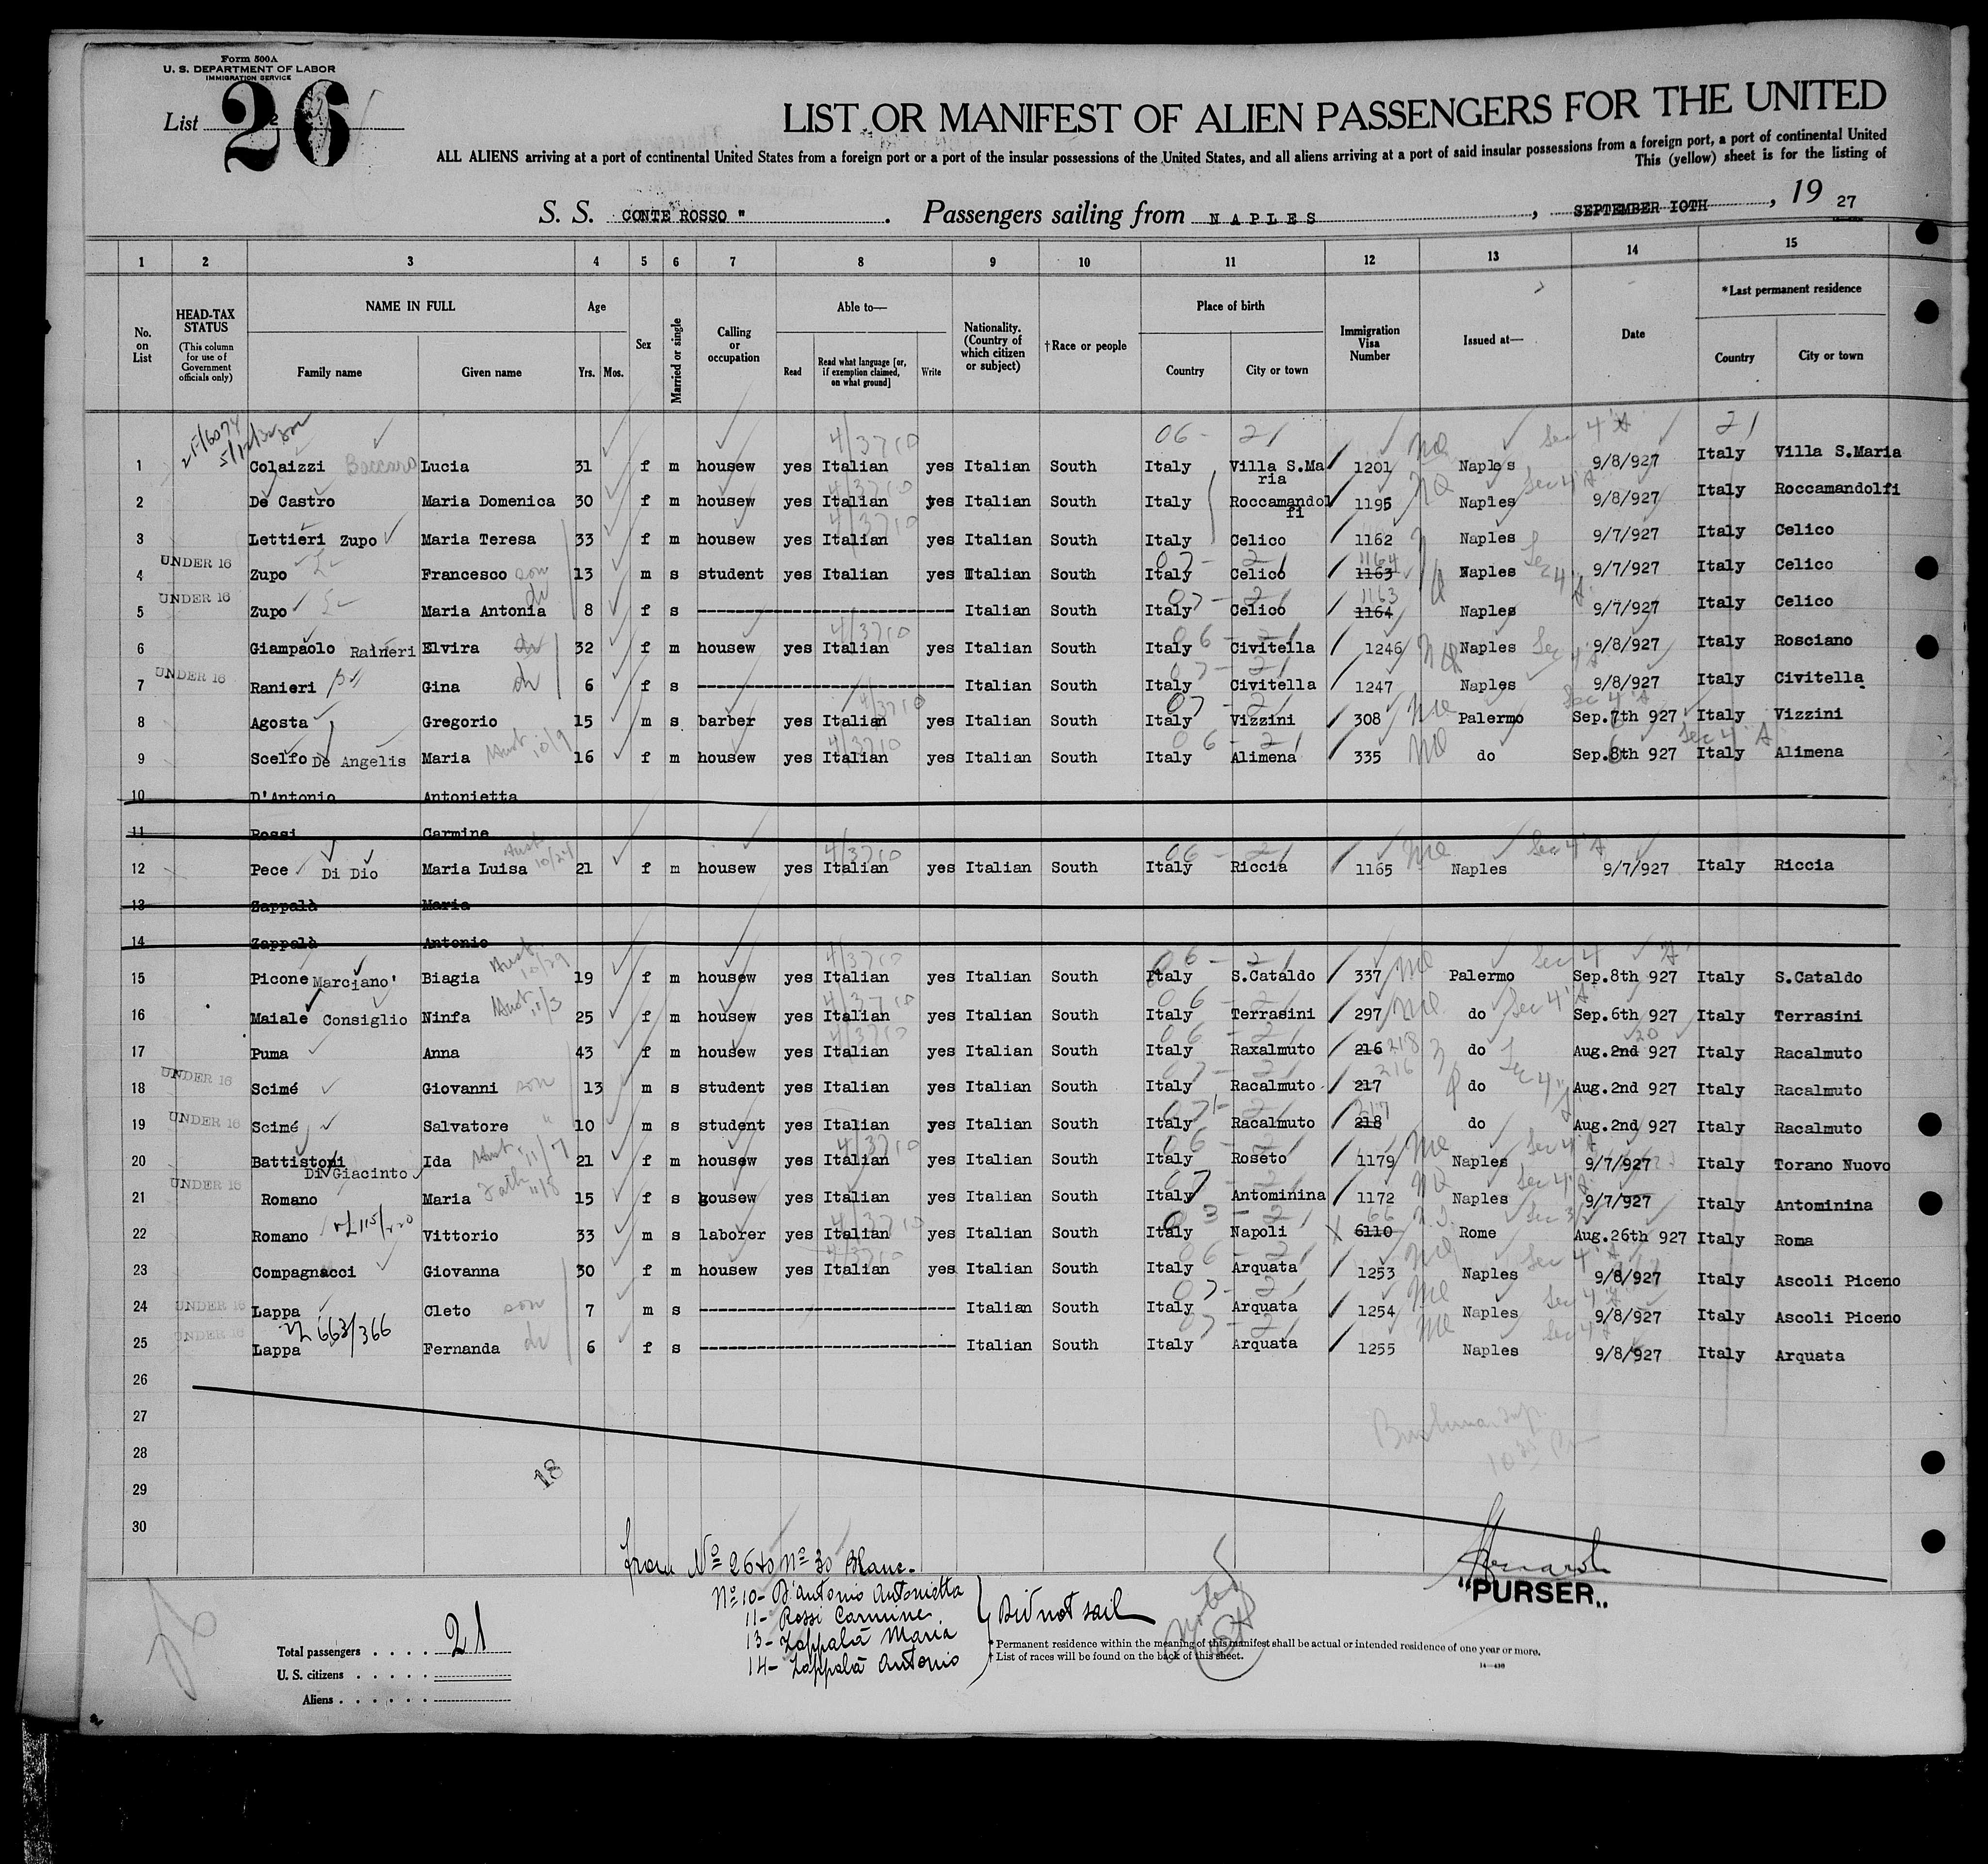 Form 500A
U. S. DEPARTMENT OF LABOR
IMMIGRATION SERVICE
List 26
LIST OR MANIFEST OF ALIEN PASSENGERS FOR THE UNITED
ALL ALIENS arriving at a port of continental United States from a foreign port or a port of the insular possessions of the United States, and all aliens arriving at a port of said insular possessions from a foreign port, a port of continental United
This (yellow) sheet is for the listing of
S. S. CONTE ROSSO " . Passengers sailing from NAPLES , SEPTEMBER IOTH , 19 27
1 2 3 4 5 6 7 8 9 10 11 12 13 14 15
No. on List
HEAD-TAX STATUS (This column for use of Government officials only)
NAME IN FULL
Family name Given name
Age
Yrs. Mos.
Sex
Married or single
Calling or occupation
Able to—
Read Read what language [or, if exemption claimed, on what ground] Write
Nationality. (Country of which citizen or subject)
†Race or people
Place of birth
Country City or town
Immigration Visa Number
Issued at—
Date
*Last permanent residence
Country City or town
1 Colaizzi Baccaro Lucia 31 f m housew yes Italian yes Italian South Italy Villa S.Maria 1201 Naples 9/8/927 Italy Villa S.Maria
2 De Castro Maria Domenica 30 f m housew yes Italian yes Italian South Italy Roccamandolfi 1195 Naples 9/8/927 Italy Roccamandolfi
3 Lettieri Zupo Maria Teresa 33 f m housew yes Italian yes Italian South Italy Celico 1162 Naples 9/7/927 Italy Celico
4 UNDER 16 Zupo Francesco son 13 m s student yes Italian yes Italian South Italy Celico 1163 1164 Naples 9/7/927 Italy Celico
5 UNDER 16 Zupo Maria Antonia 8 f s Italian South Italy Celico 1164 1163 Naples 9/7/927 Italy Celico
6 Giampaolo Raineri Elvira 32 f m housew yes Italian yes Italian South Italy Civitella 1246 Naples 9/8/927 Italy Rosciano
7 UNDER 16 Ranieri Gina 6 f s Italian South Italy Civitella 1247 Naples 9/8/927 Italy Civitella
8 Agosta Gregorio 15 m s barber yes Italian yes Italian South Italy Vizzini 308 Palermo Sep.7th 927 Italy Vizzini
9 Scelfo De Angelis Maria 16 f m housew yes Italian yes Italian South Italy Alimena 335 do Sep.8th 927 Italy Alimena
10 D'Antonio Antonietta
11 Rossi Carmine
12 Pece Di Dio Maria Luisa 21 f m housew yes Italian yes Italian South Italy Riccia 1165 Naples 9/7/927 Italy Riccia
13 Zappalà Maria
14 Zappalà Antonio
15 Picone Marciano' Biagia 19 f m housew yes Italian yes Italian South Italy S.Cataldo 337 Palermo Sep.8th 927 Italy S.Cataldo
16 Maiale Consiglio Ninfa 25 f m housew yes Italian yes Italian South Italy Terrasini 297 do Sep.6th 927 Italy Terrasini
17 Puma Anna 43 f m housew yes Italian yes Italian South Italy Raxalmuto 216 218 do Aug.2nd 927 Italy Racalmuto
18 UNDER 16 Scimé Giovanni son 13 m s student yes Italian yes Italian South Italy Racalmuto 217 216 do Aug.2nd 927 Italy Racalmuto
19 UNDER 16 Scimé Salvatore " 10 m s student yes Italian yes Italian South Italy Racalmuto 218 217 do Aug.2nd 927 Italy Racalmuto
20 Battistoni Di Giacinto Ida 21 f m housew yes Italian yes Italian South Italy Roseto 1179 Naples 9/7/927 Italy Torano Nuovo
21 UNDER 16 Romano Maria 15 f s gousew yes Italian yes Italian South Italy Antominina 1172 Naples 9/7/927 Italy Antominina
22 Romano Vittorio 33 m s laborer yes Italian yes Italian South Italy Napoli 6110 66 Rome Aug.26th 927 Italy Roma
23 Compagnacci Giovanna 30 f m housew yes Italian yes Italian South Italy Arquata 1253 Naples 9/8/927 Italy Ascoli Piceno
24 UNDER 16 Lappa Cleto son 7 m s Italian South Italy Arquata 1254 Naples 9/8/927 Italy Ascoli Piceno
25 UNDER 16 Lappa 663/366 Fernanda 6 f s Italian South Italy Arquata 1255 Naples 9/8/927 Italy Arquata
26
27
28
29
30
18
from Nº 26 to Nº 30 Blanc.
Nº 10- D'Antonio Antonietta
11- Rossi Carmine
13- Zappalà Maria
14- Zappalà Antonio
Did not sail
"PURSER"
Total passengers . . . . 21
U. S. citizens . . . . .
Aliens . . . . . .
* Permanent residence within the meaning of this manifest shall be actual or intended residence of one year or more.
† List of races will be found on the back of this sheet.
14—430